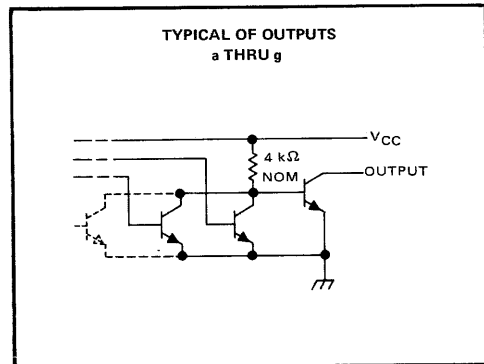 TYPICAL OF OUTPUTS
a THRU g
VCC
4 kΩ
NOM
OUTPUT